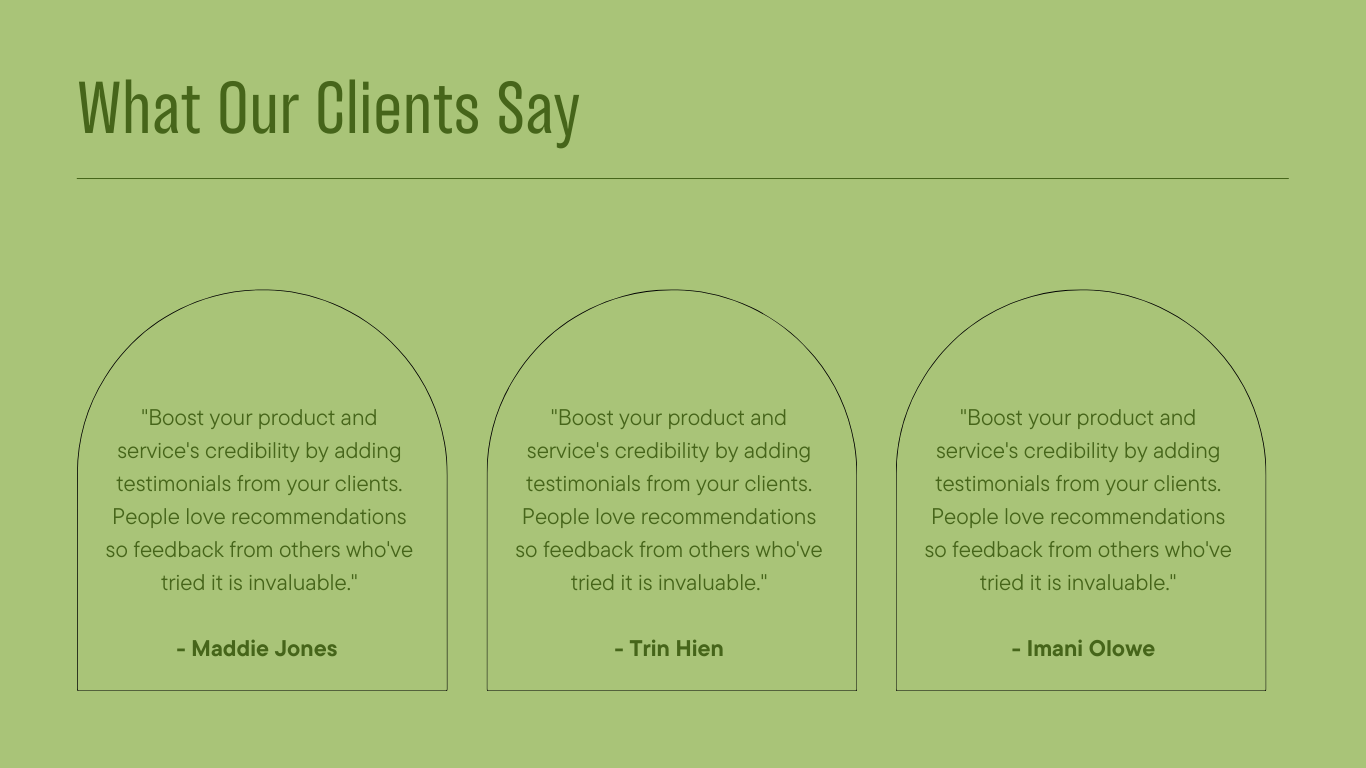 What Our Clients Say
"Boost your product and
service's credibility by adding
testimonials from your clients.
People love recommendations
so feedback from others who've
tried it is invaluable."
- Maddie Jones
"Boost your product and
service's credibility by adding
testimonials from your clients.
People love recommendations
so feedback from others who've
tried it is invaluable."
- Trin Hien
"Boost your product and
service's credibility by adding
testimonials from your clients.
People love recommendations
so feedback from others who've
tried it is invaluable."
- Imani Olowe